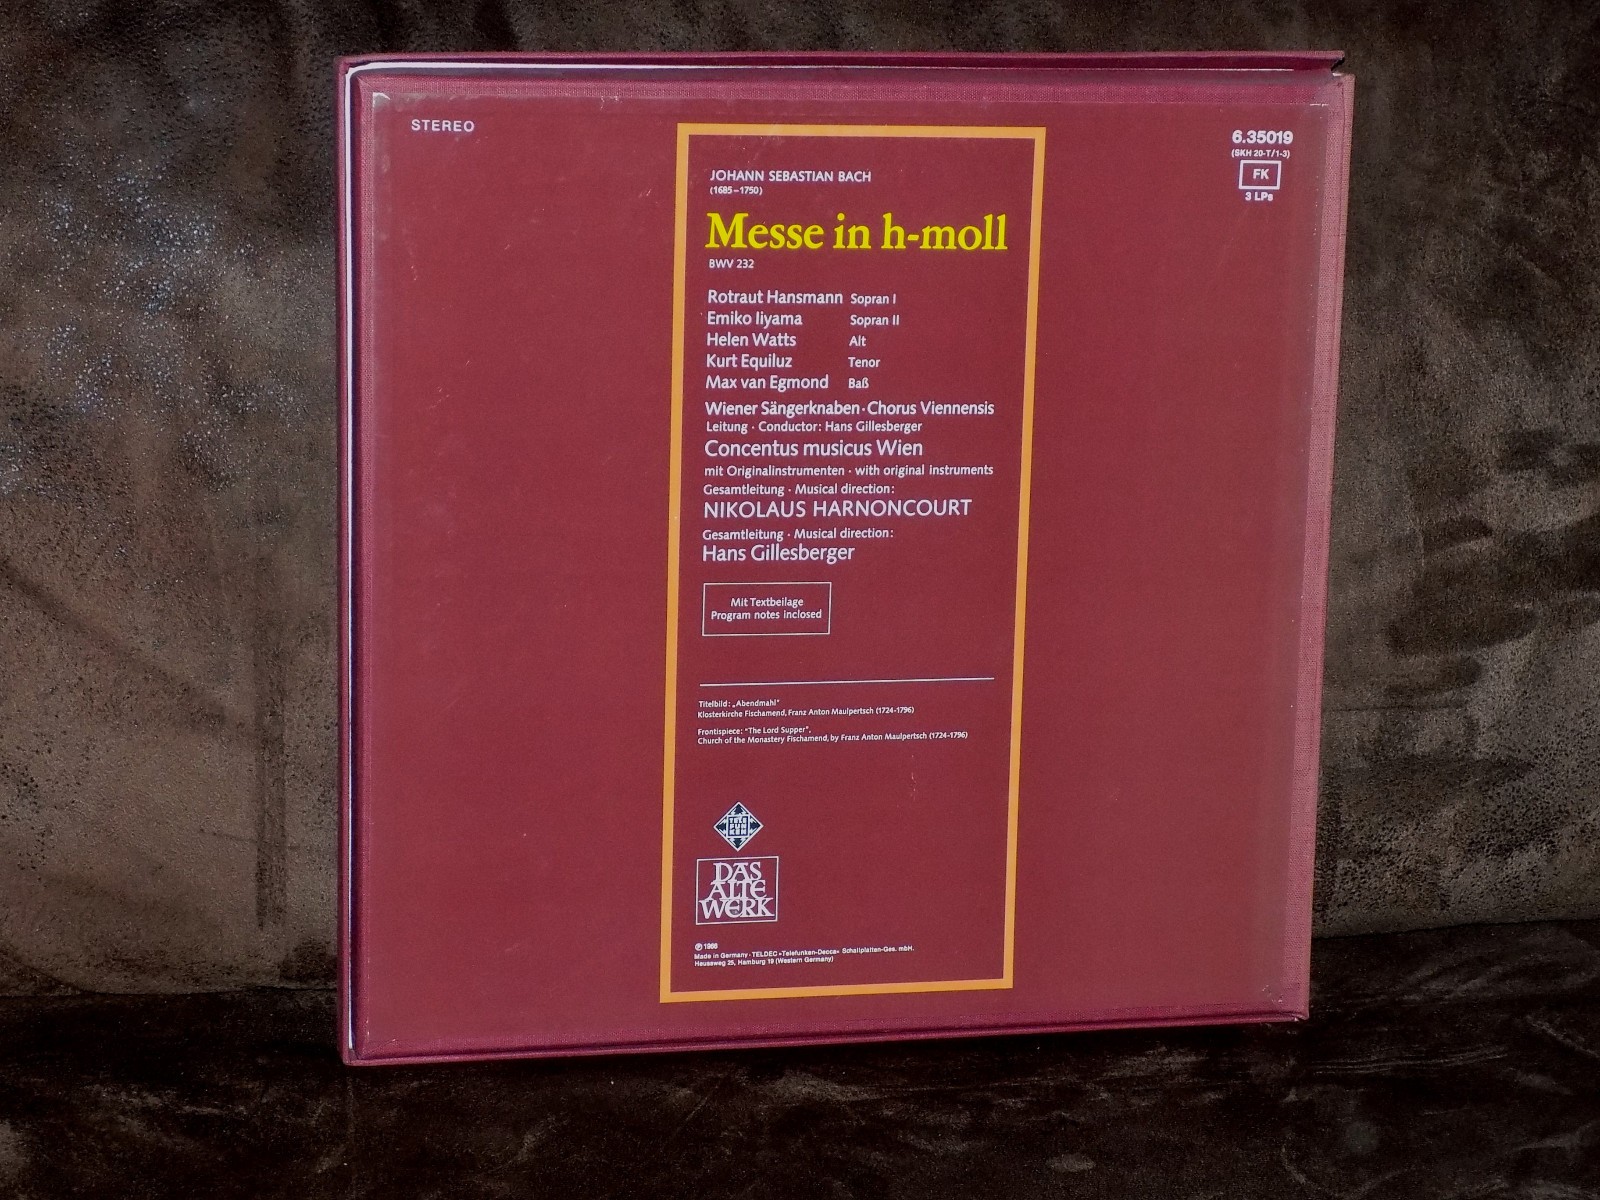 STEREO
6.35019
(SKH 20-T/1-3)
FK
3 LPs
JOHANN SEBASTIAN BACH
(1685–1750)
Messe in h-moll
BWV 232
Rotraut Hansmann Sopran I
Emiko Iiyama Sopran II
Helen Watts Alt
Kurt Equiluz Tenor
Max van Egmond Baß
Wiener Sängerknaben · Chorus Viennensis
Leitung · Conductor: Hans Gillesberger
Concentus musicus Wien
mit Originalinstrumenten · with original instruments
Gesamtleitung · Musical direction:
NIKOLAUS HARNONCOURT
Gesamtleitung · Musical direction:
Hans Gillesberger
Mit Textbeilage
Program notes inclosed
Titelbild: „Abendmahl"
Klosterkirche Fischamend, Franz Anton Maulpertsch (1724-1796)
Frontispiece: "The Lord Supper",
Church of the Monastery Fischamend, by Franz Anton Maulpertsch (1724-1796)
TELE
FUN
KEN
DAS
ALTE
WERK
℗ 1968
Made in Germany · TELDEC »Telefunken-Decca« Schallplatten-Ges. mbH.
Heussweg 25, Hamburg 19 (Western Germany)